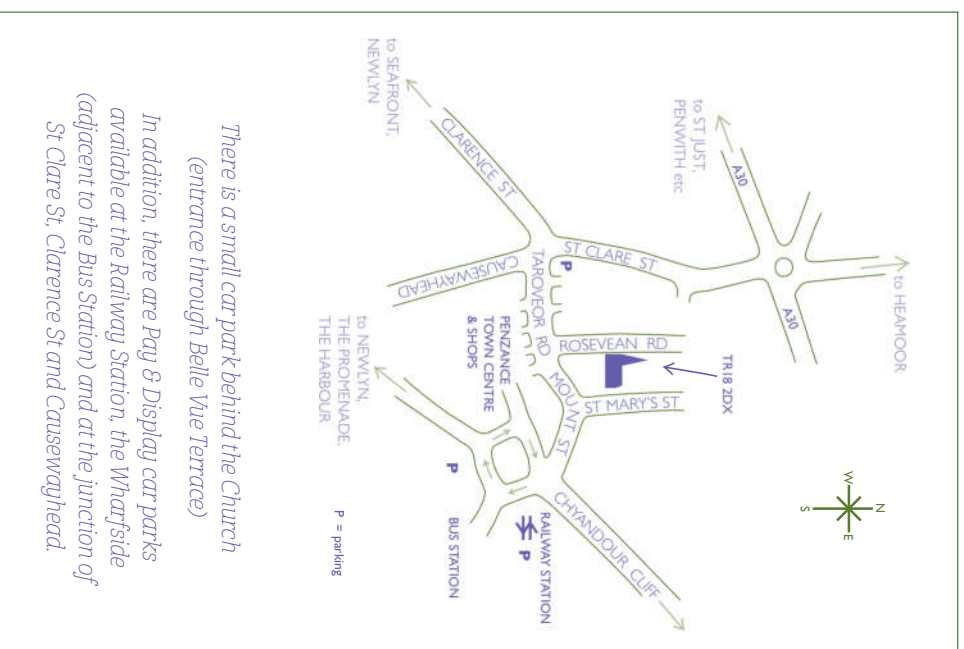 to HEAMOOR
A30
A30
to ST JUST,
PENWITH etc
to SEAFRONT,
NEWLYN
CLARENCE ST
ST CLARE ST
P
TAROVEOR RD
CAUSEWAYHEAD
ROSEVEAN RD
TR18 2DX
ST MARY'S ST
MOUNT ST
PENZANCE
TOWN CENTRE
& SHOPS
to NEWLYN,
THE PROMENADE,
THE HARBOUR
CHYANDOUR CLIFF
RAILWAY STATION
P
P
BUS STATION
P = parking
N
W
E
S
There is a small car park behind the Church
(entrance through Belle Vue Terrace)
In addition, there are Pay & Display car parks
available at the Railway Station, the Wharfside
(adjacent to the Bus Station) and at the junction of
St Clare St, Clarence St and Causewayhead.